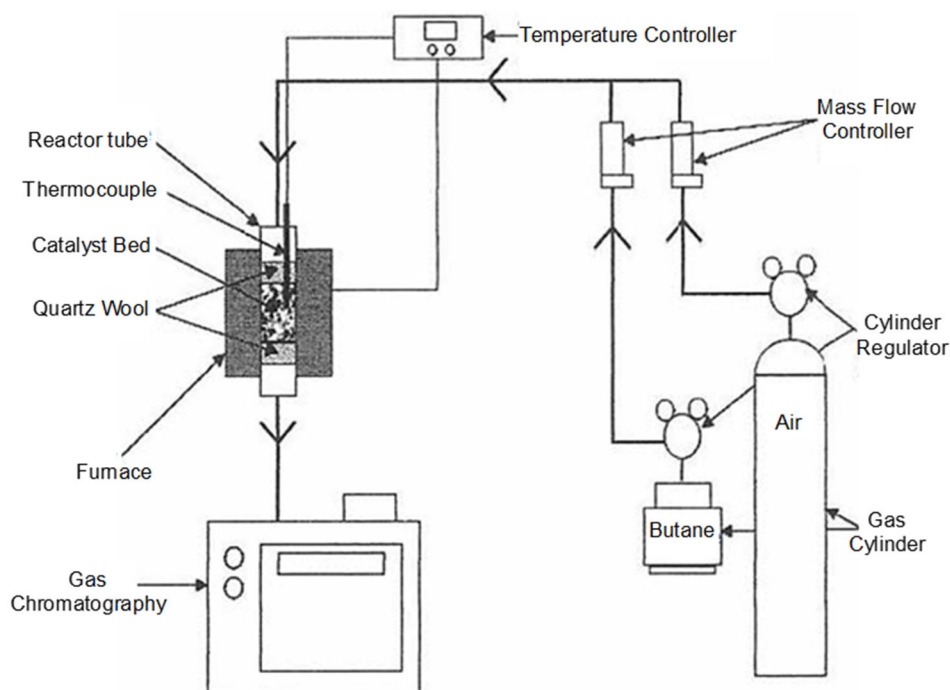 Temperature Controller
Mass Flow
Controller
Reactor tube
Thermocouple
Catalyst Bed
Quartz Wool
Cylinder
Regulator
Air
Furnace
Butane
Gas
Cylinder
Gas
Chromatography